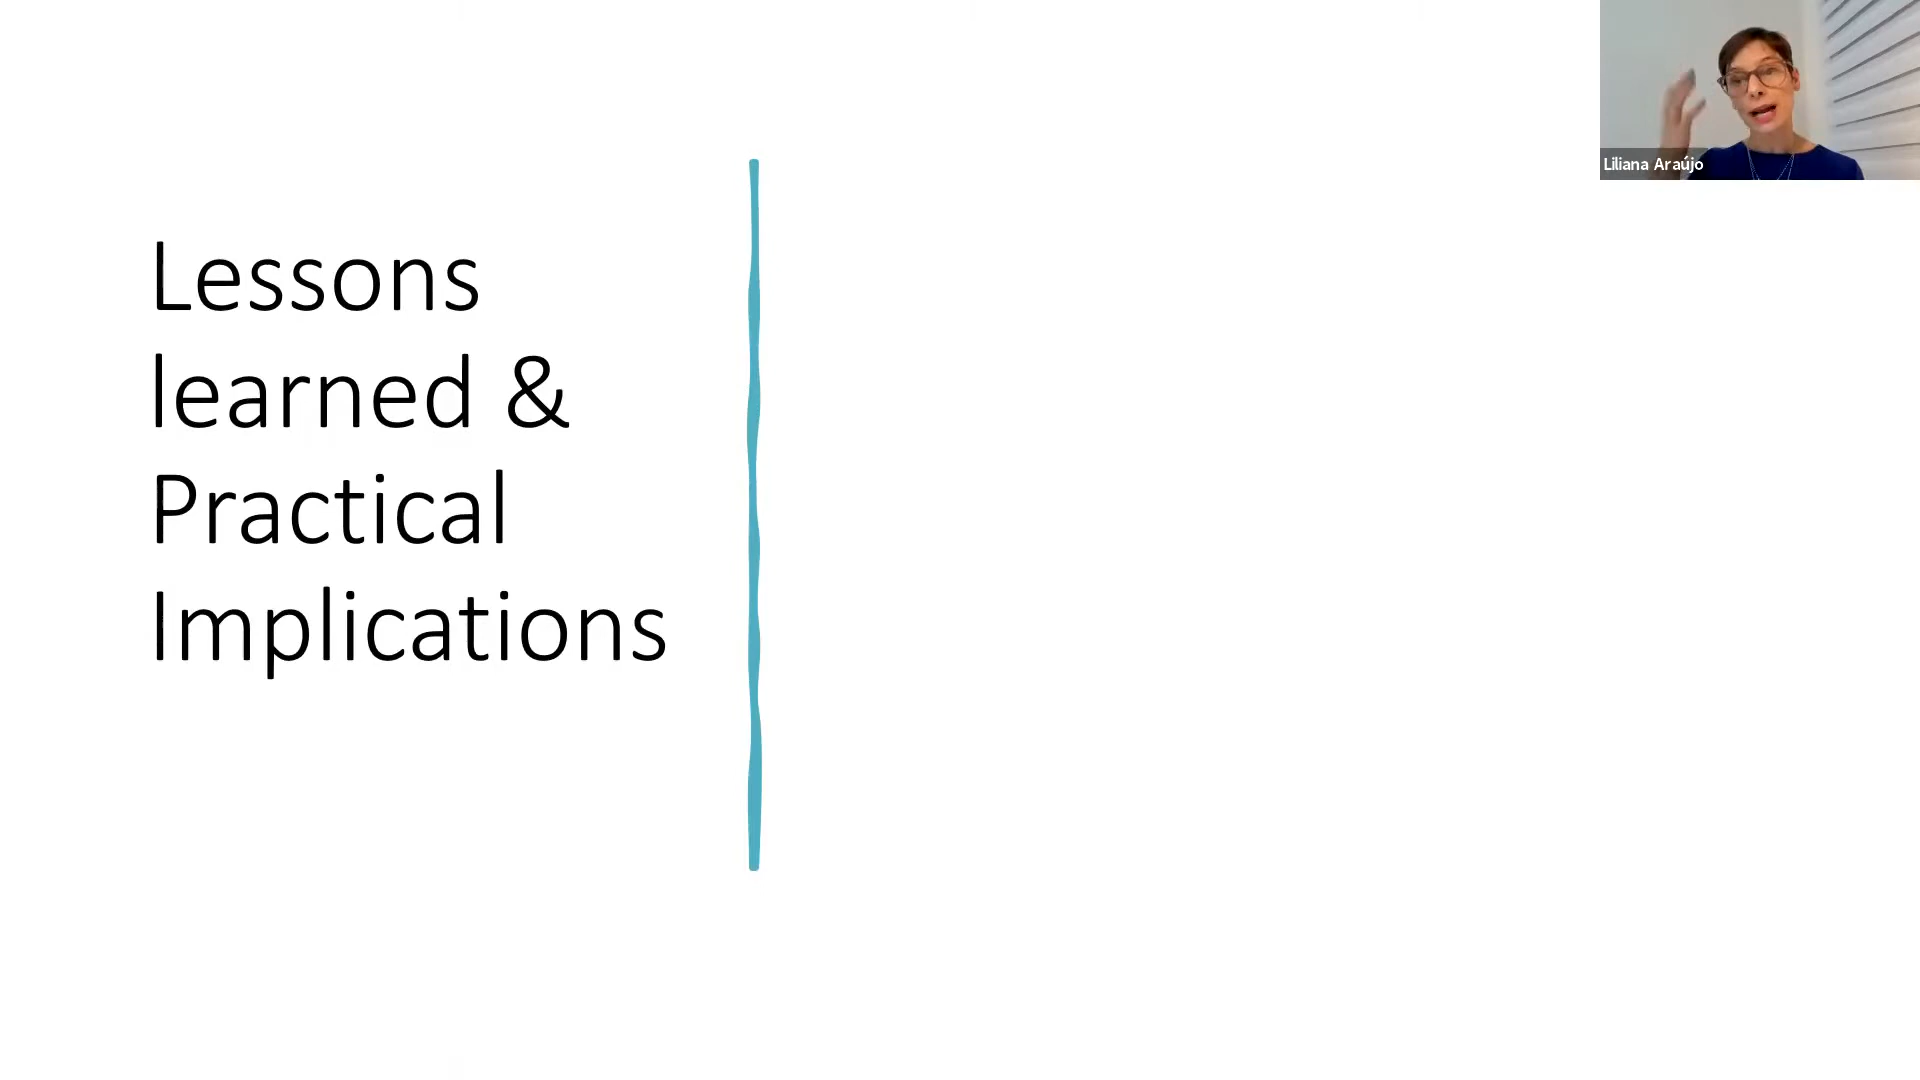 Lessons
learned &
Practical
Implications
Liliana Araújo